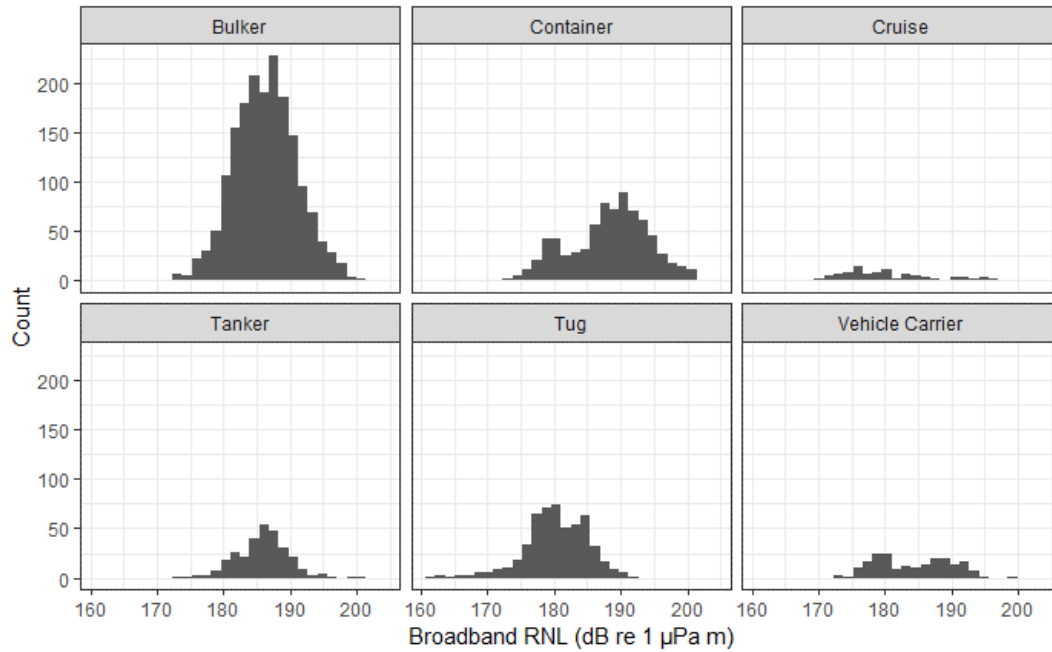 Bulker Container Cruise
200
150
100
50
0
Count
Tanker Tug Vehicle Carrier
200
150
100
50
0
160 170 180 190 200 160 170 180 190 200 160 170 180 190 200
Broadband RNL (dB re 1 µPa m)